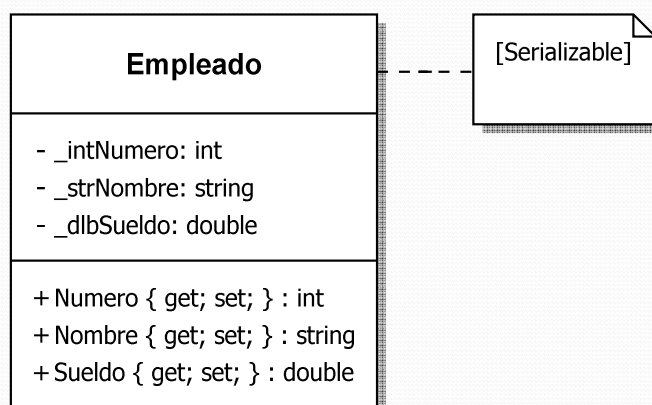 Empleado
[Serializable]
- _intNumero: int
- _strNombre: string
- _dlbSueldo: double
+ Numero { get; set; } : int
+ Nombre { get; set; } : string
+ Sueldo { get; set; } : double